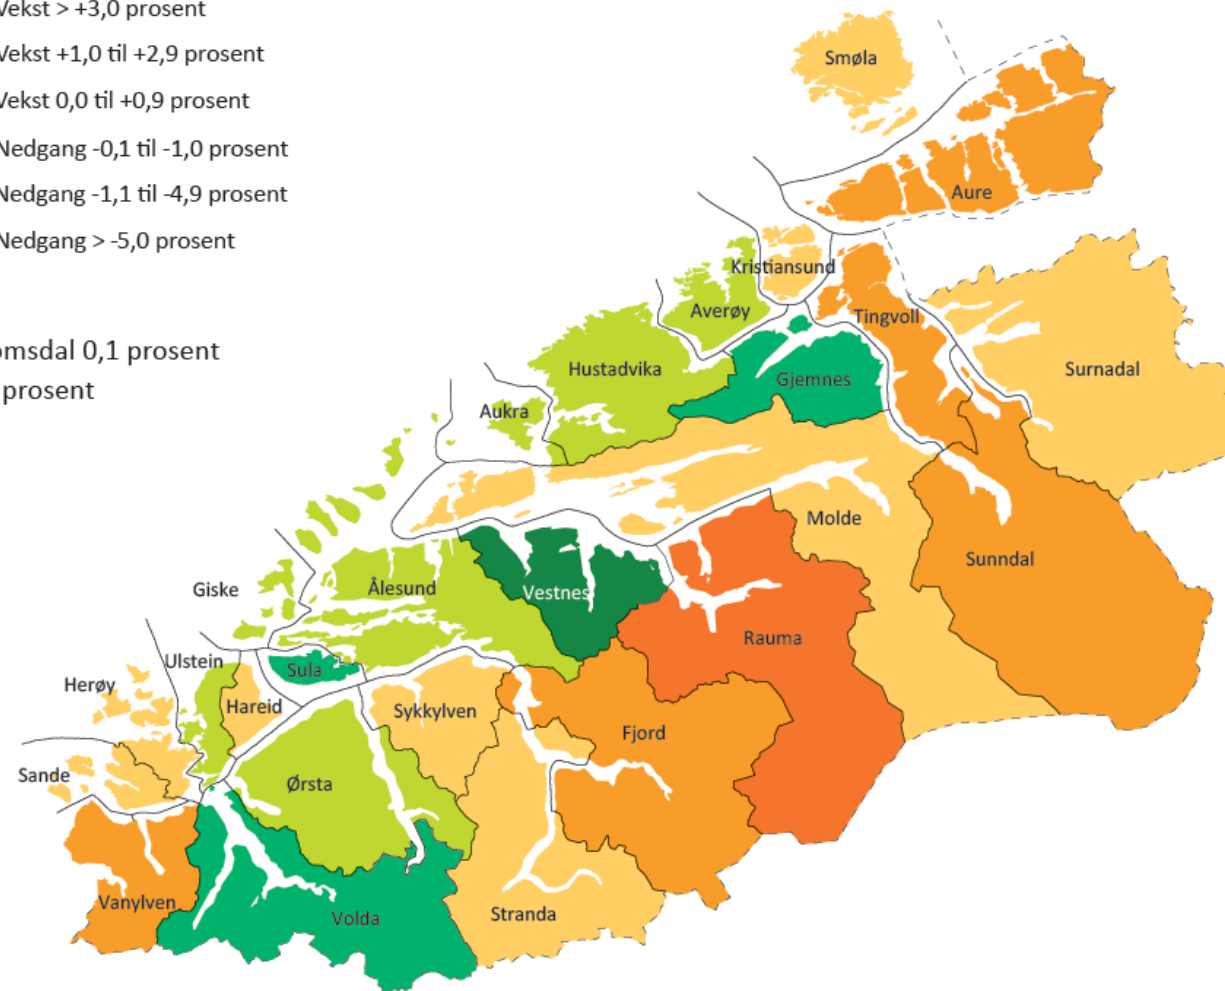 Vekst > +3,0 prosent
Vekst +1,0 til +2,9 prosent
Vekst 0,0 til +0,9 prosent
Nedgang -0,1 til -1,0 prosent
Nedgang -1,1 til -4,9 prosent
Nedgang > -5,0 prosent
omsdal 0,1 prosent
prosent
Smøla
Aure
Kristiansund
Averøy
Tingvoll
Hustadvika
Gjemnes
Surnadal
Aukra
Molde
Sunndal
Giske
Ålesund
Vestnes
Rauma
Ulstein
Sula
Herøy
Hareid
Sykkylven
Fjord
Sande
Ørsta
Vanylven
Volda
Stranda